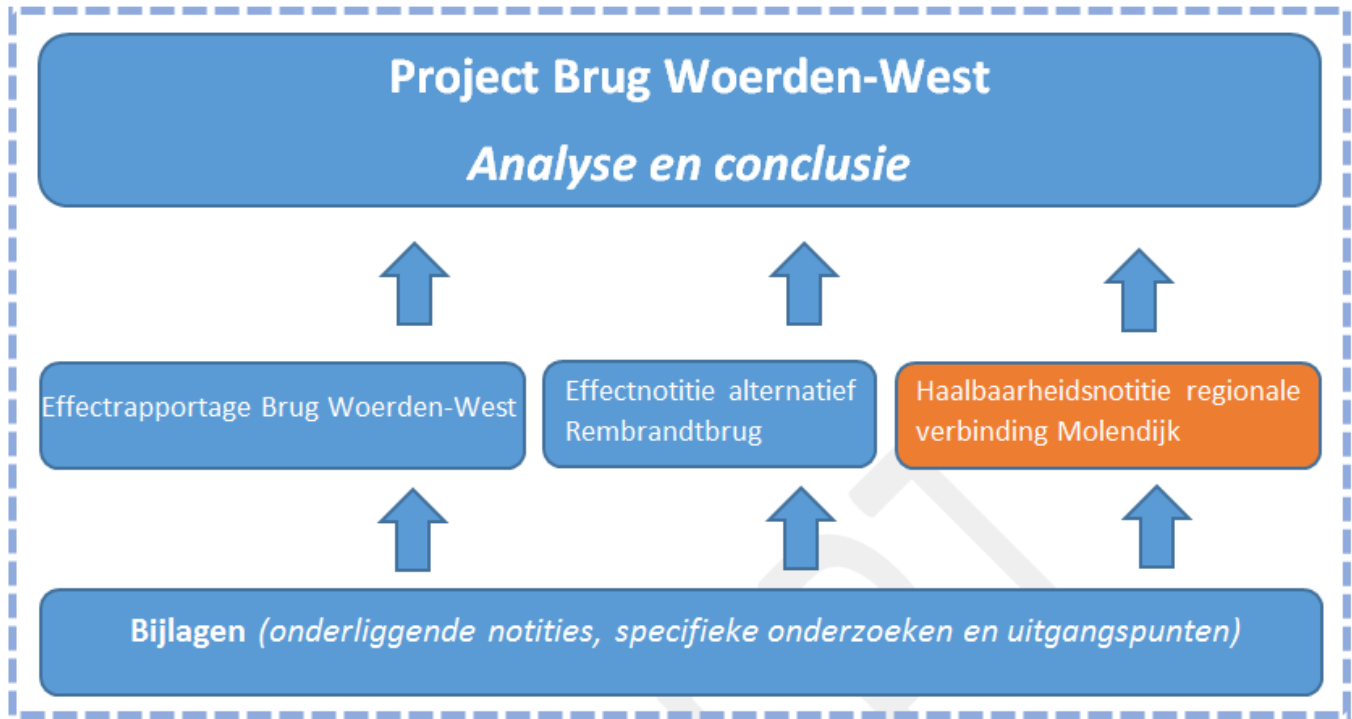 Project Brug Woerden-West
Analyse en conclusie
Effectrapportage Brug Woerden-West
Effectnotitie alternatief
Rembrandtbrug
Haalbaarheidsnotitie regionale
verbinding Molendijk
Bijlagen (onderliggende notities, specifieke onderzoeken en uitgangspunten)